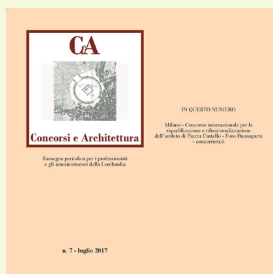 C&A
Concorsi e Architettura
Rassegna periodica per i professionisti
e gli amministratori della Lombardia
IN QUESTO NUMERO
Milano - Concorso internazionale per la
riqualificazione e rifunzionalizzazione
dell'ambito di Piazza Castello - Foro Buonaparte
- concorrimi.it
n. 7 - luglio 2017